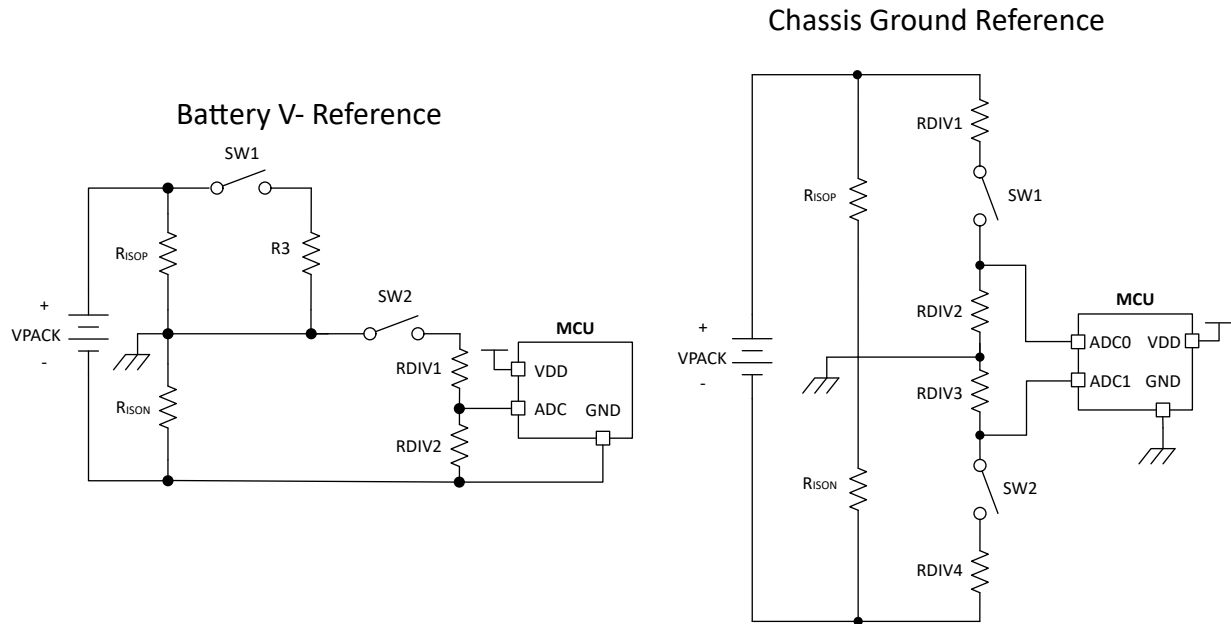 Chassis Ground Reference
Battery V- Reference
SW1
RISOP
R3
SW2
+
VPACK
-
RISON
RDIV1
RDIV2
MCU
VDD
ADC
GND
RDIV1
SW1
RISOP
RDIV2
+
VPACK
-
RDIV3
RISON
SW2
RDIV4
MCU
ADC0
VDD
ADC1
GND